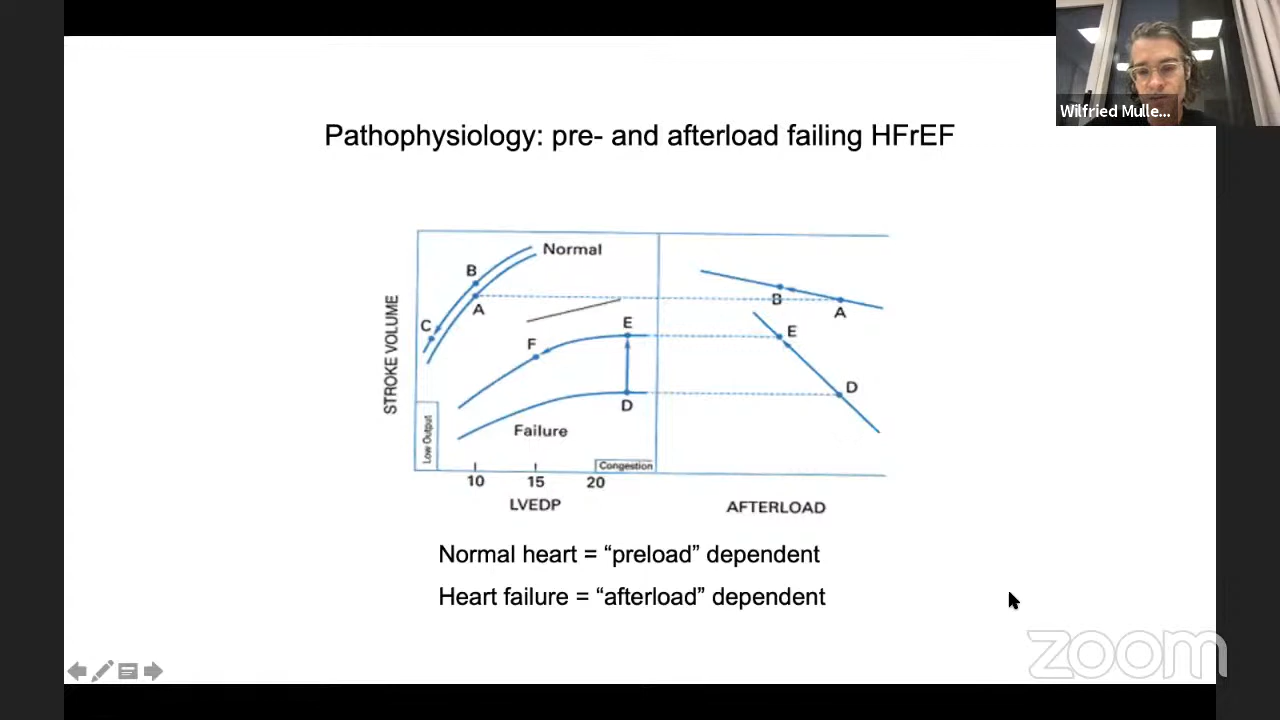 Wilfried Mulle...
Pathophysiology: pre- and afterload failing HFrEF
Normal
B
A
C
E
F
D
Failure
STROKE VOLUME
Low Output
Congestion
10 15 20
LVEDP
B
A
E
D
AFTERLOAD
Normal heart = “preload” dependent
Heart failure = “afterload” dependent
zoom